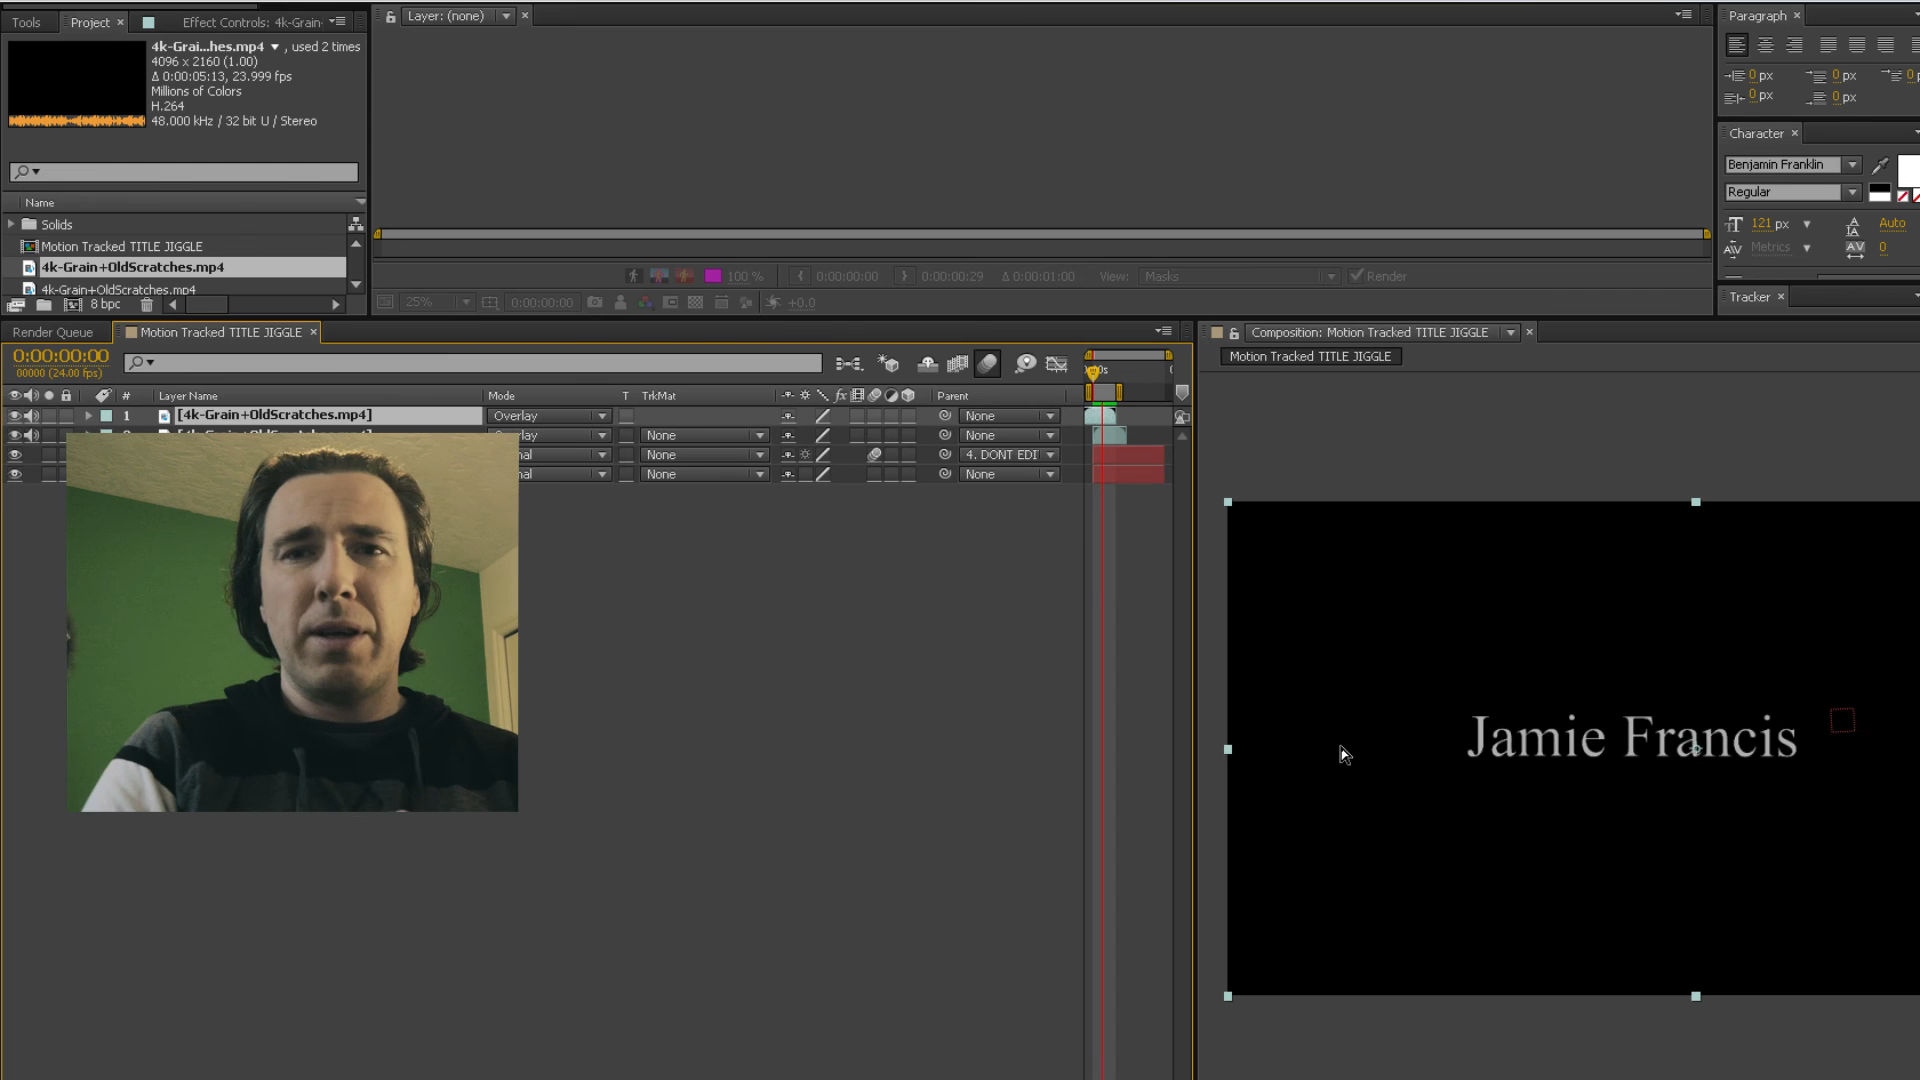 Tools
Project
Effect Controls: 4k-Grain
4k-Grai...hes.mp4 , used 2 times
4096 x 2160 (1.00)
Δ 0:00:05:13, 23.999 fps
Millions of Colors
H.264
48.000 kHz / 32 bit U / Stereo
Name
Solids
Motion Tracked TITLE JIGGLE
4k-Grain+OldScratches.mp4
4k-Grain+OldScratches.mp4
8 bpc
Layer: (none)
100 %
0:00:00:00
0:00:00:29
Δ 0:00:01:00
View: Masks
Render
25%
0:00:00:00
+0.0
Paragraph
0 px
0 px
0 px
0 px
Character
Benjamin Franklin
Regular
121 px
Auto
Metrics
0
Tracker
Render Queue
Motion Tracked TITLE JIGGLE
0:00:00:00
00000 (24.00 fps)
# Layer Name Mode T TrkMat Parent
1 [4k-Grain+OldScratches.mp4] Overlay None
[4k-Grain+OldScratches.mp4] None None
None 4. DONT EDI
None None
Composition: Motion Tracked TITLE JIGGLE
Motion Tracked TITLE JIGGLE
Jamie Francis